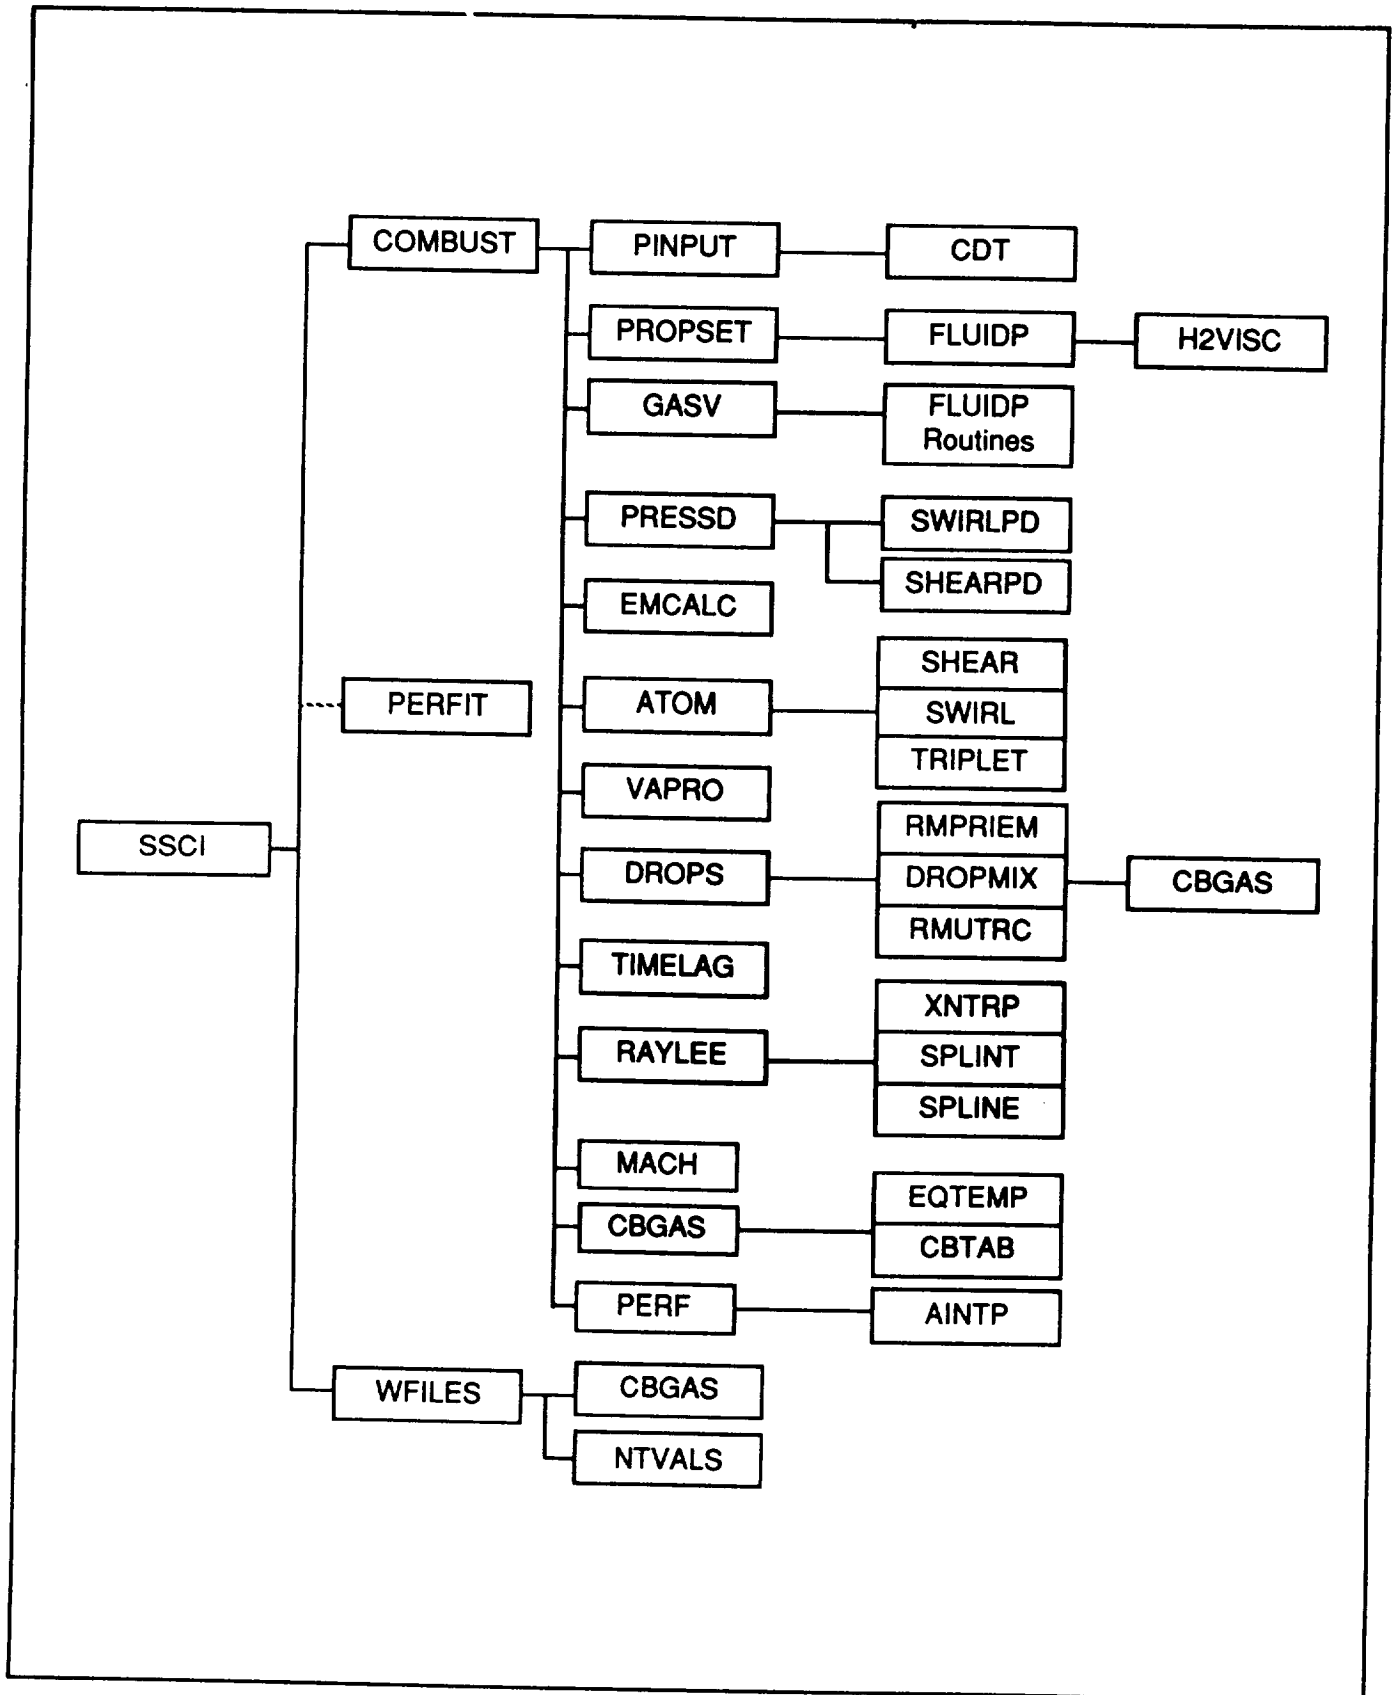 COMBUST
PINPUT
CDT
PROPSET
FLUIDP
H2VISC
GASV
FLUIDP
Routines
PRESSD
SWIRLPD
SHEARPD
EMCALC
SHEAR
PERFIT
ATOM
SWIRL
TRIPLET
VAPRO
SSCI
RMPRIEM
DROPS
DROPMIX
CBGAS
RMUTRC
TIMELAG
XNTRP
RAYLEE
SPLINT
SPLINE
MACH
EQTEMP
CBGAS
CBTAB
PERF
AINTP
WFILES
CBGAS
NTVALS